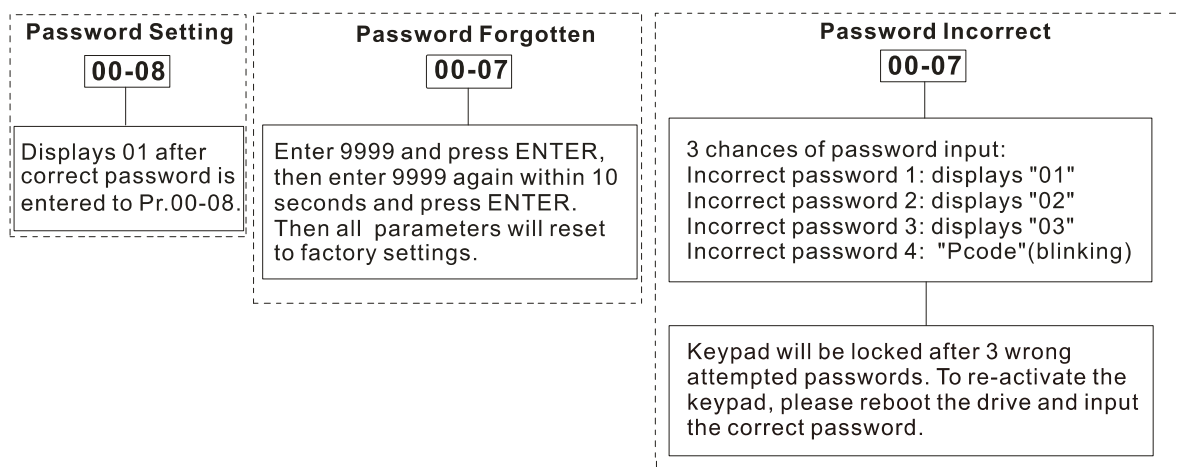 Password Setting
00-08
Displays 01 after
correct password is
entered to Pr.00-08.
Password Forgotten
00-07
Enter 9999 and press ENTER,
then enter 9999 again within 10
seconds and press ENTER.
Then all parameters will reset
to factory settings.
Password Incorrect
00-07
3 chances of password input:
Incorrect password 1: displays "01"
Incorrect password 2: displays "02"
Incorrect password 3: displays "03"
Incorrect password 4: "Pcode"(blinking)
Keypad will be locked after 3 wrong
attempted passwords. To re-activate the
keypad, please reboot the drive and input
the correct password.